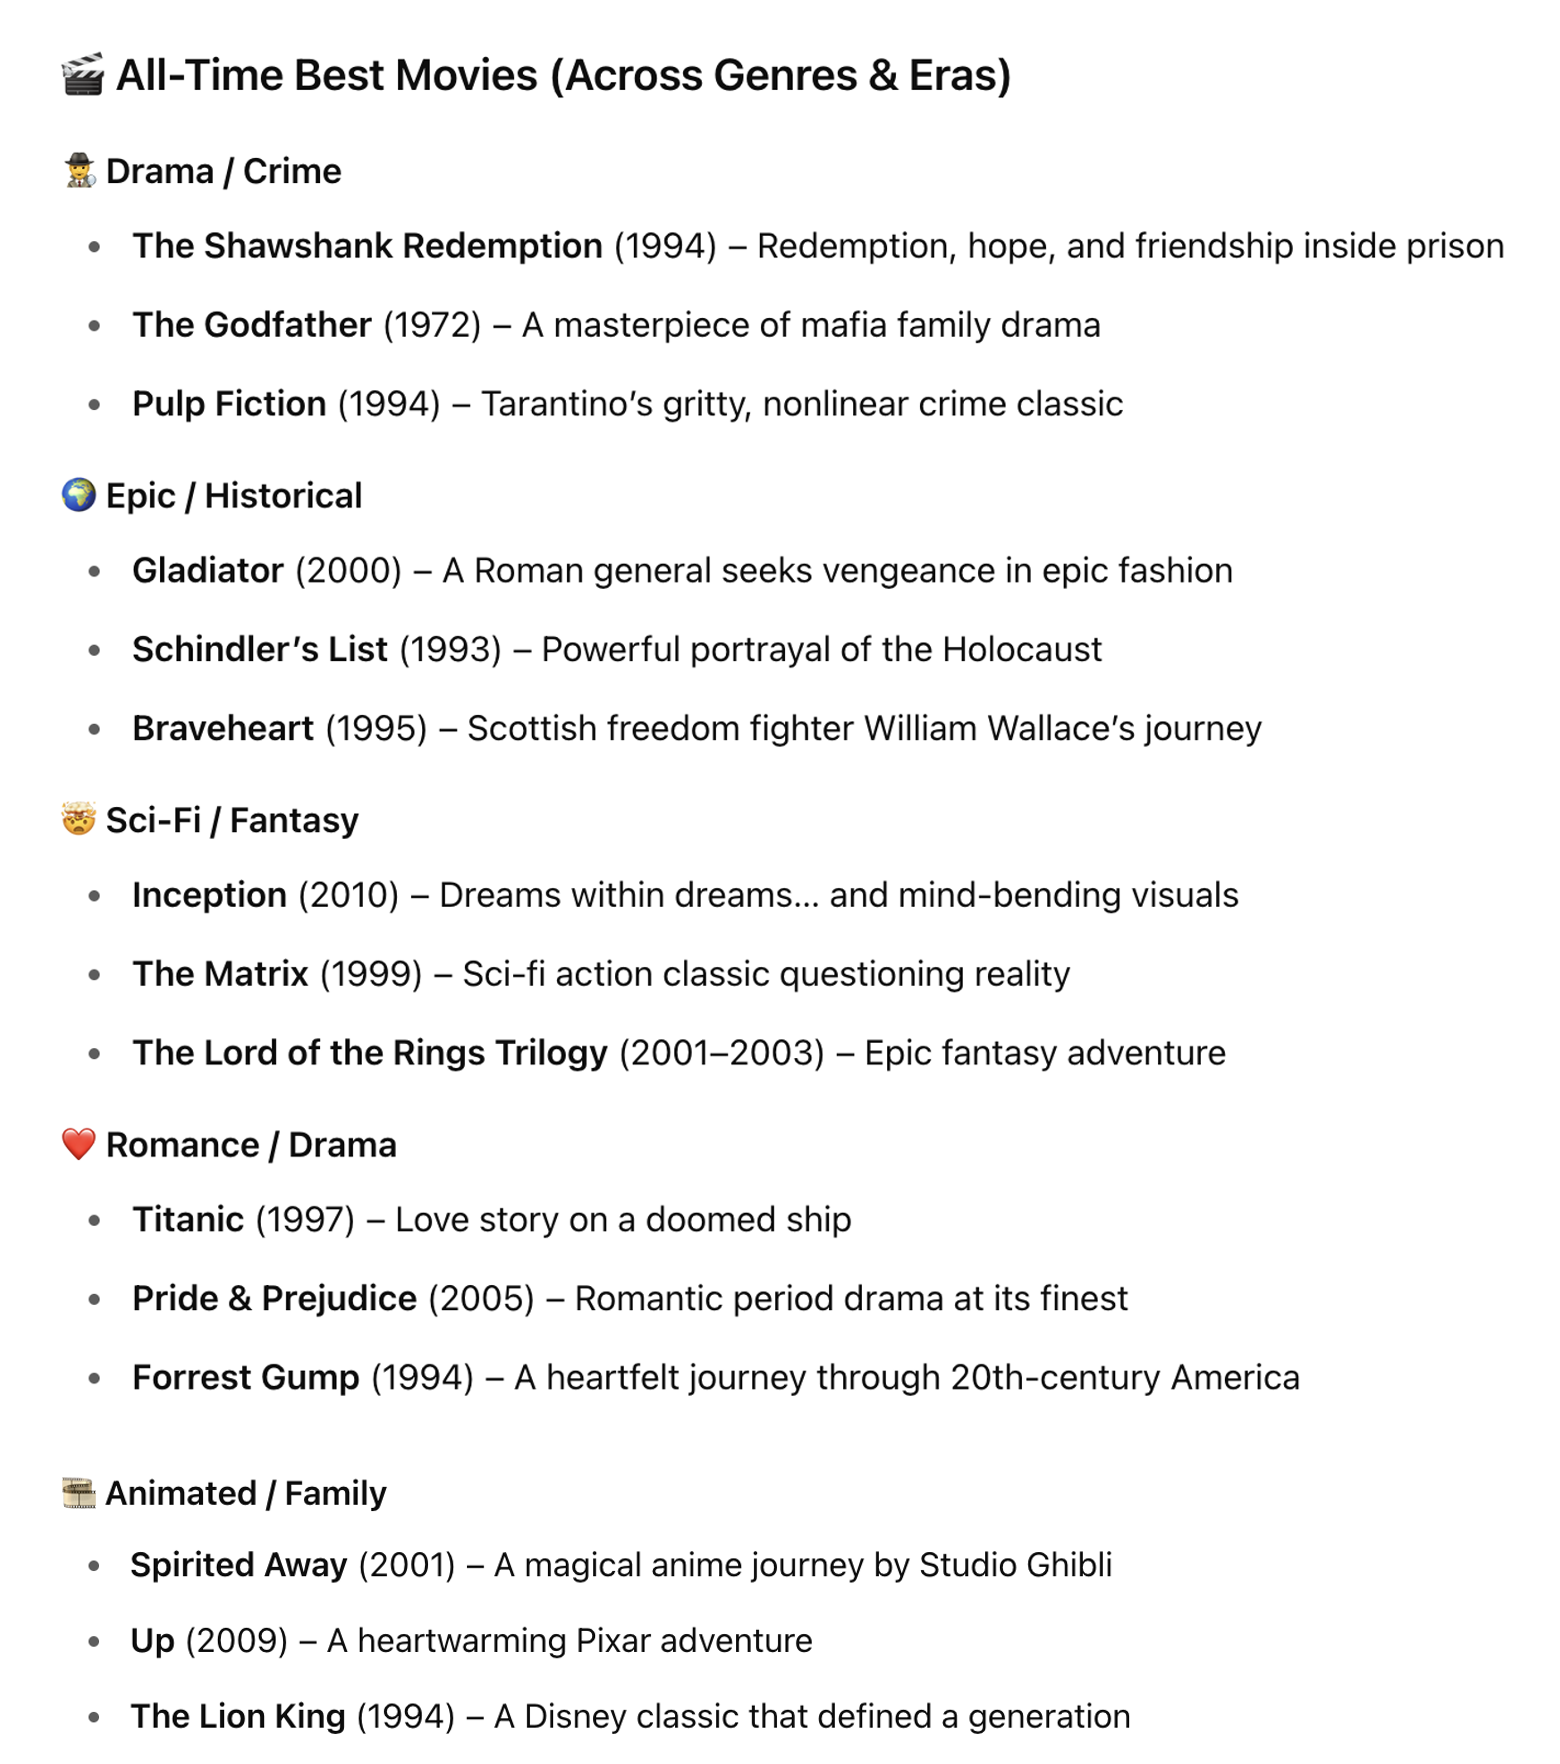 🎬 All-Time Best Movies (Across Genres & Eras)
🕵️ Drama / Crime
• The Shawshank Redemption (1994) – Redemption, hope, and friendship inside prison
• The Godfather (1972) – A masterpiece of mafia family drama
• Pulp Fiction (1994) – Tarantino’s gritty, nonlinear crime classic
🌍 Epic / Historical
• Gladiator (2000) – A Roman general seeks vengeance in epic fashion
• Schindler’s List (1993) – Powerful portrayal of the Holocaust
• Braveheart (1995) – Scottish freedom fighter William Wallace’s journey
🤯 Sci-Fi / Fantasy
• Inception (2010) – Dreams within dreams... and mind-bending visuals
• The Matrix (1999) – Sci-fi action classic questioning reality
• The Lord of the Rings Trilogy (2001–2003) – Epic fantasy adventure
❤️ Romance / Drama
• Titanic (1997) – Love story on a doomed ship
• Pride & Prejudice (2005) – Romantic period drama at its finest
• Forrest Gump (1994) – A heartfelt journey through 20th-century America
🎞️ Animated / Family
• Spirited Away (2001) – A magical anime journey by Studio Ghibli
• Up (2009) – A heartwarming Pixar adventure
• The Lion King (1994) – A Disney classic that defined a generation